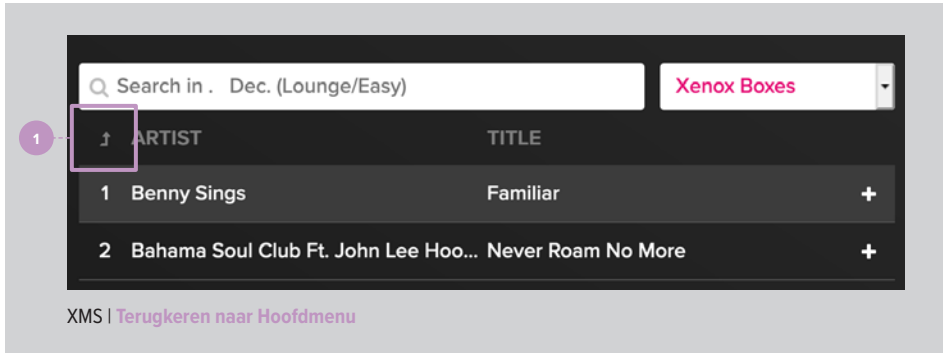 Search in . Dec. (Lounge/Easy) Xenox Boxes
1 ARTIST TITLE
1 Benny Sings Familiar +
2 Bahama Soul Club Ft. John Lee Hoo... Never Roam No More +
XMS | Terugkeren naar Hoofdmenu